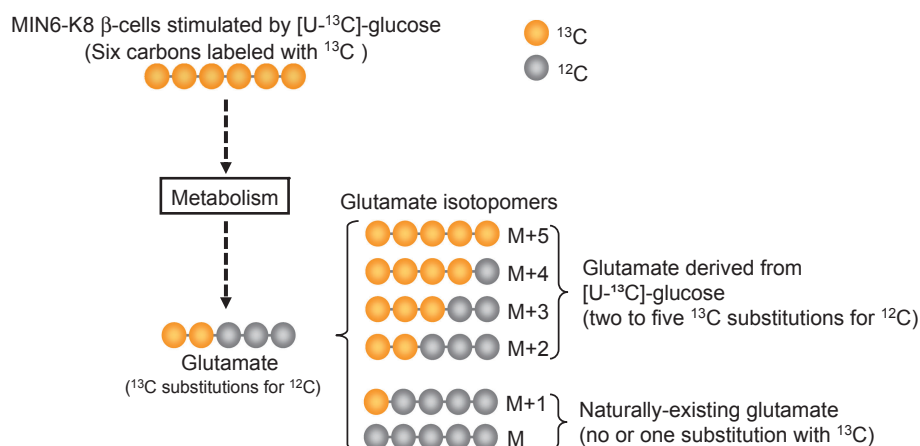 MIN6-K8 β-cells stimulated by [U-¹³C]-glucose
(Six carbons labeled with ¹³C )
¹³C
¹²C
Metabolism
Glutamate isotopomers
M+5
M+4
M+3
M+2
Glutamate derived from
[U-¹³C]-glucose
(two to five ¹³C substitutions for ¹²C)
Glutamate
(¹³C substitutions for ¹²C)
M+1
M
Naturally-existing glutamate
(no or one substitution with ¹³C)